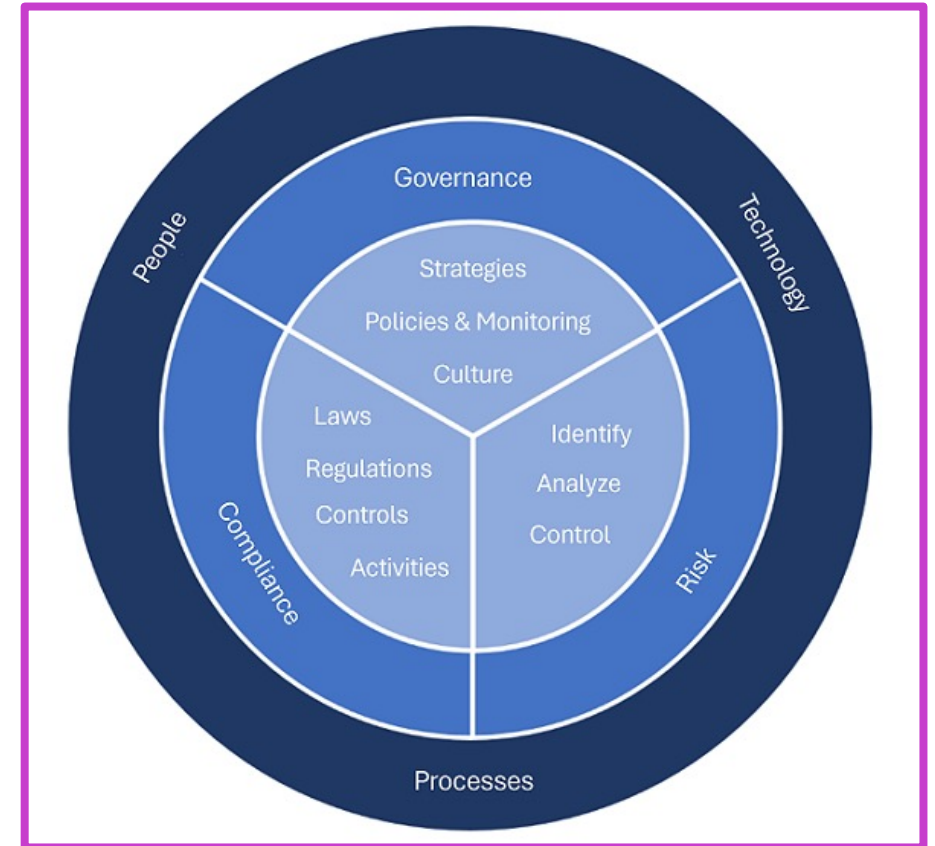 People
Technology
Processes
Governance
Compliance
Risk
Strategies
Policies & Monitoring
Culture
Laws
Regulations
Controls
Activities
Identify
Analyze
Control